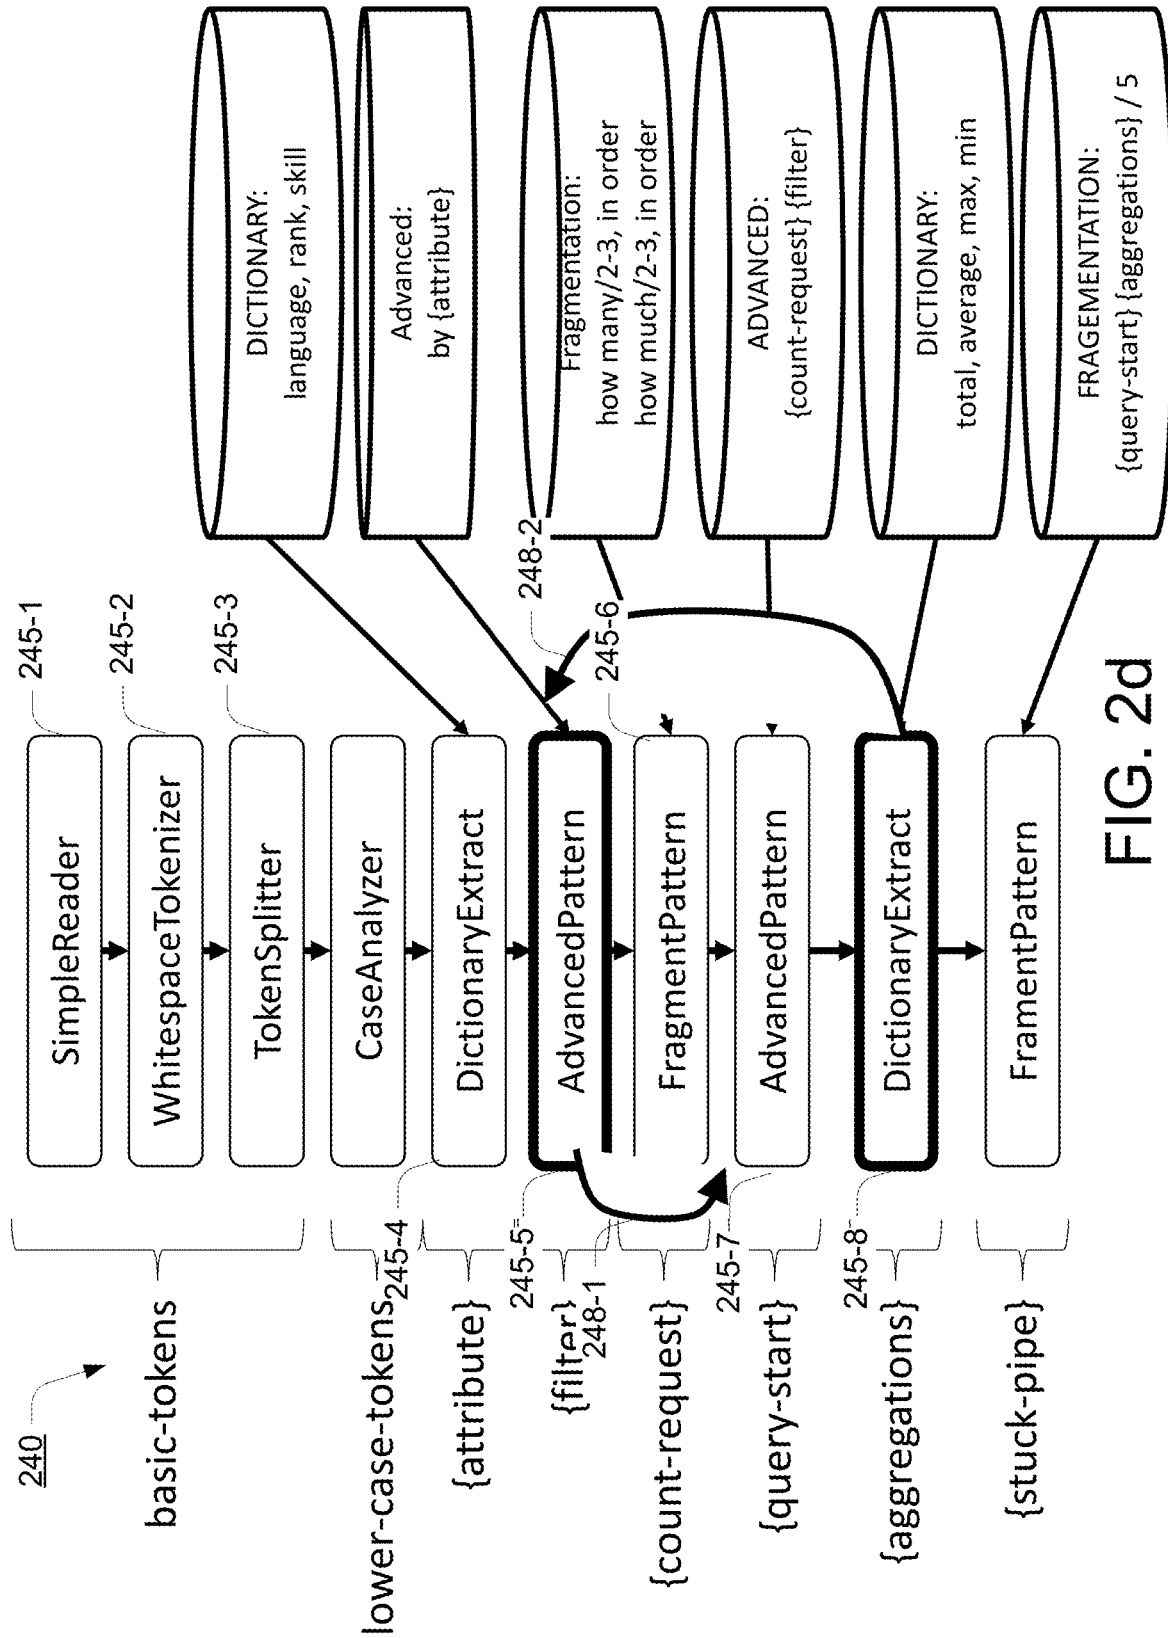 240
basic-tokens
lower-case-tokens
{attribute}
{filter}
{count-request}
{query-start}
{aggregations}
{stuck-pipe}
245-4
245-5
248-1
245-7
245-8
SimpleReader
WhitespaceTokenizer
TokenSplitter
CaseAnalyzer
DictionaryExtract
AdvancedPattern
FragmentPattern
AdvancedPattern
DictionaryExtract
FramentPattern
245-1
245-2
245-3
248-2
245-6
DICTIONARY:
language, rank, skill
Advanced:
by {attribute}
Fragmentation:
how many/2-3, in order
how much/2-3, in order
ADVANCED:
{count-request} {filter}
DICTIONARY:
total, average, max, min
FRAGEMENTATION:
{query-start} {aggregations} / 5
FIG. 2d